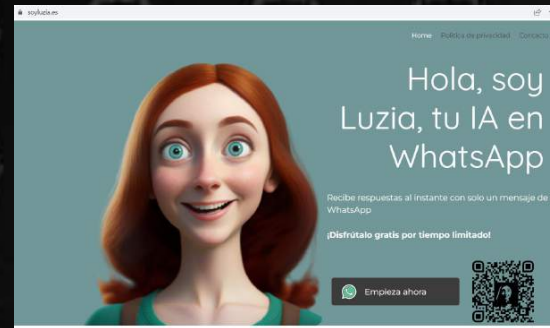 soyluzia.es
Home Política de privacidad Contacto
Hola, soy
Luzia, tu IA en
WhatsApp
Recibe respuestas al instante con solo un mensaje de
WhatsApp
¡Disfrútalo gratis por tiempo limitado!
Empieza ahora